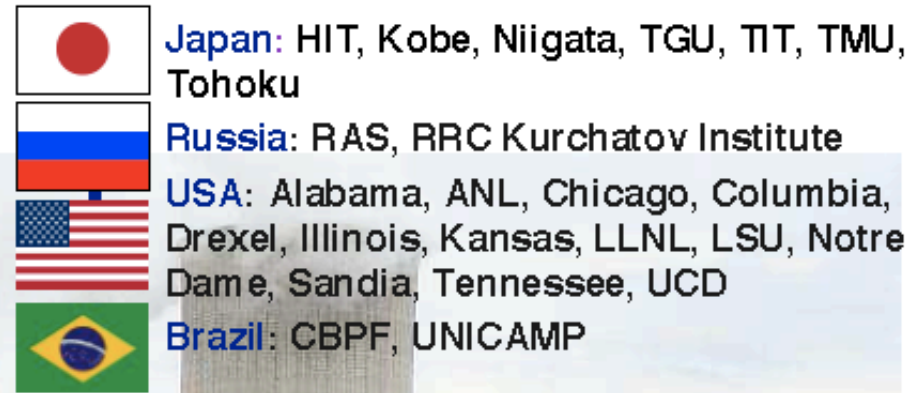 Japan: HIT, Kobe, Niigata, TGU, TIT, TMU,
Tohoku
Russia: RAS, RRC Kurchatov Institute
USA: Alabama, ANL, Chicago, Columbia,
Drexel, Illinois, Kansas, LLNL, LSU, Notre
Dame, Sandia, Tennessee, UCD
Brazil: CBPF, UNICAMP